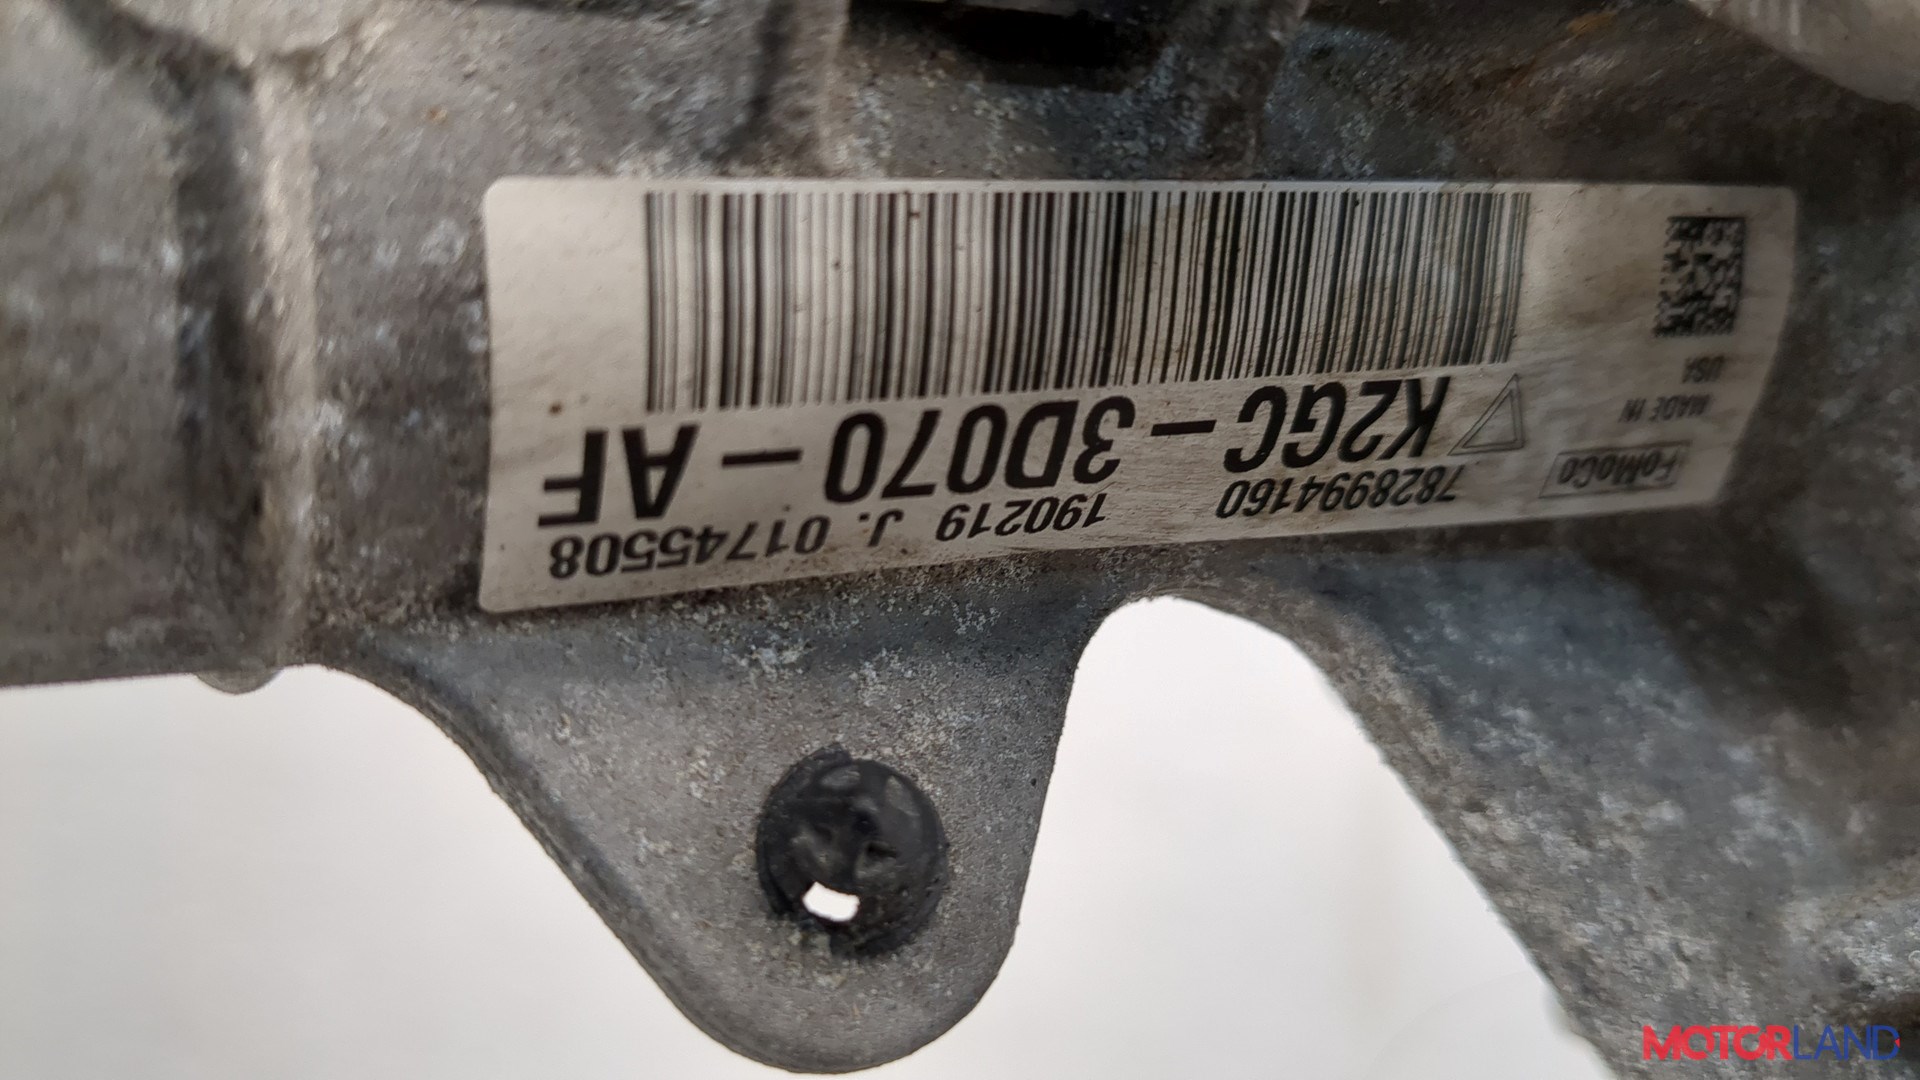 FoMoCo 7828994160 190219 J. 01745508
MADE IN
USA
K2GC-3D070-AF
MOTORLAND